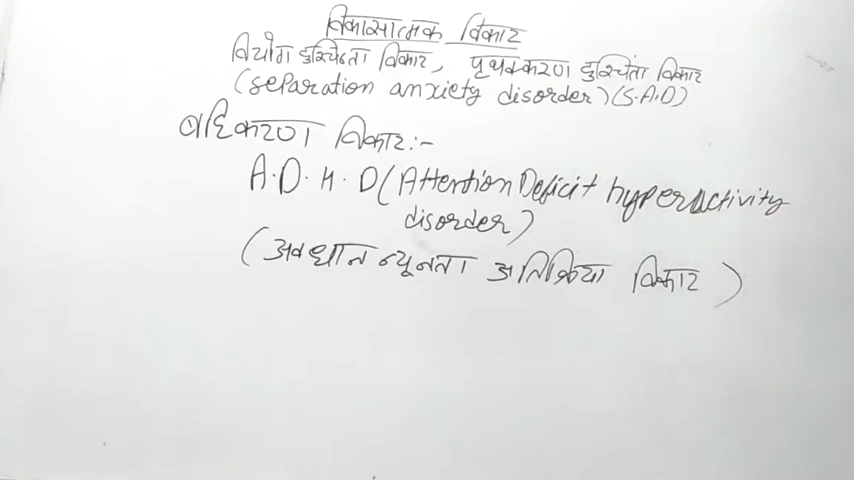 विकासात्मक विकार
वियोग दुश्चिंता विकार, पृथक्करण दुश्चिंता विकार
(separation anxiety disorder) (S.A.D)
बहिकरण विकार:-
A.D.H.D (Attention Deficit hyperactivity
disorder)
(अवधान न्यूनता अतिक्रिया विकार)